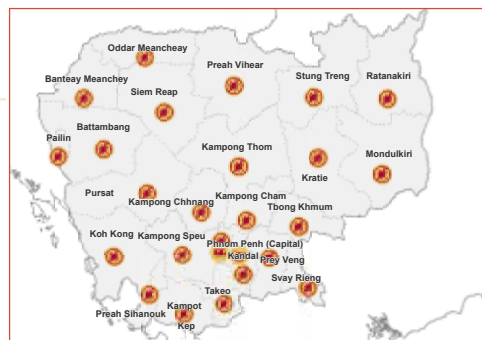 Oddar Meancheay
Preah Vihear
Banteay Meanchey
Stung Treng
Ratanakiri
Siem Reap
Battambang
Pailin
Kampong Thom
Mondulkiri
Kratie
Pursat
Kampong Chhnang
Kampong Cham
Tbong Khmum
Koh Kong
Kampong Speu
Phnom Penh (Capital)
Kandal
Prey Veng
Svay Rieng
Takeo
Preah Sihanouk
Kampot
Kep